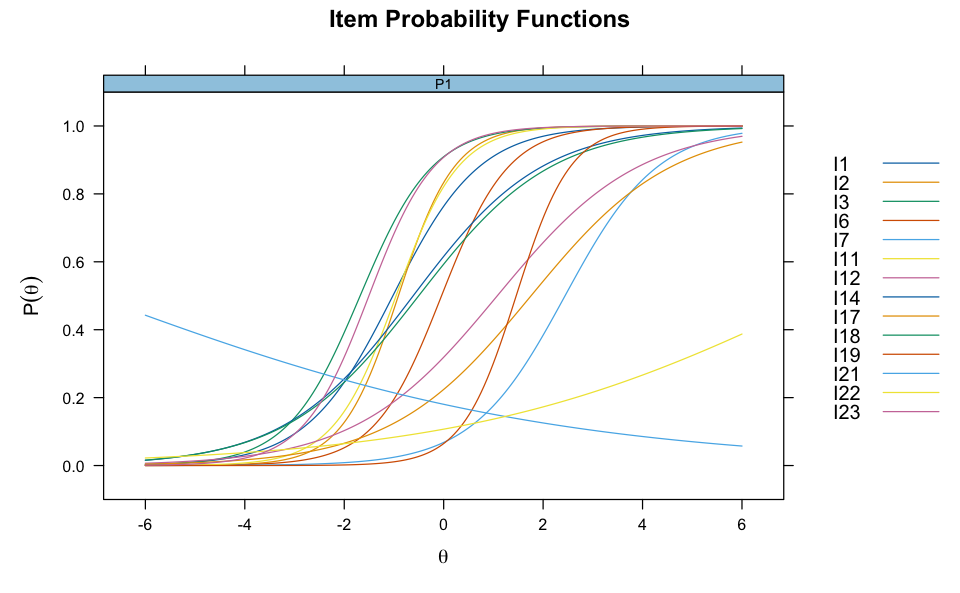 Item Probability Functions
P1
1.0
0.8
0.6
0.4
0.2
0.0
P(θ)
-6 -4 -2 0 2 4 6
θ
I1
I2
I3
I6
I7
I11
I12
I14
I17
I18
I19
I21
I22
I23